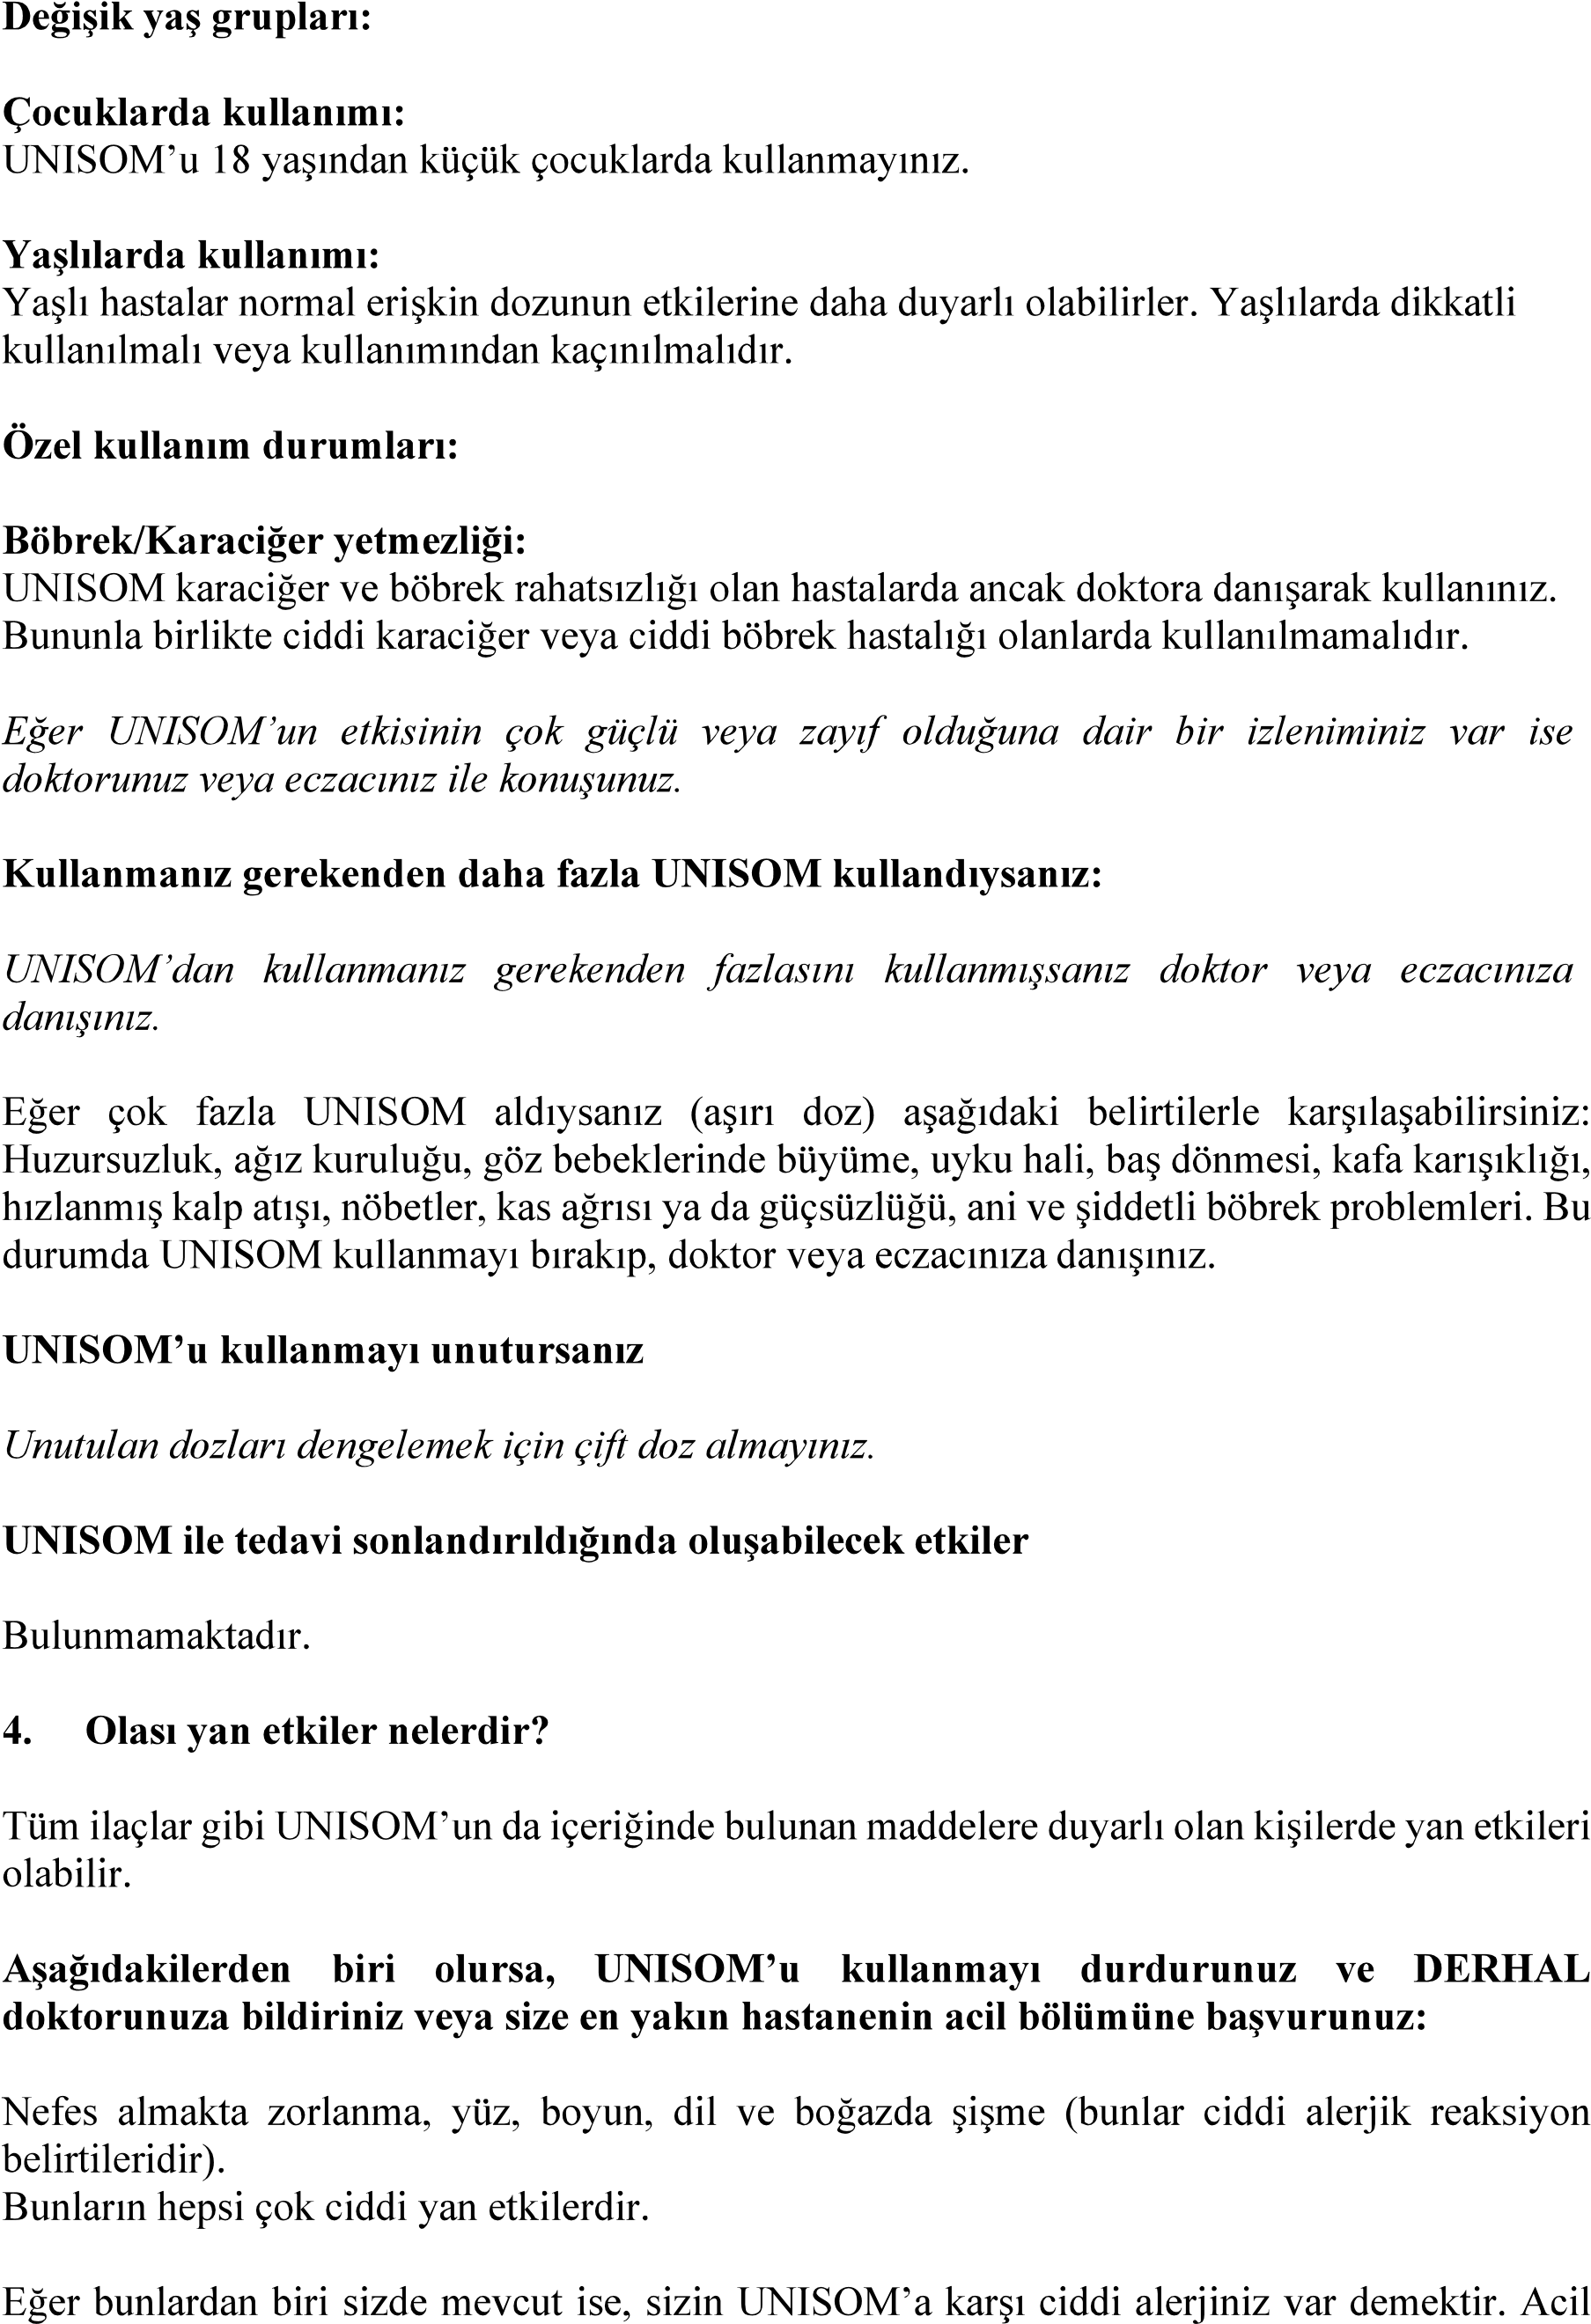 Değişik yaş grupları:
Çocuklarda kullanımı:
UNISOM’u 18 yaşından küçük çocuklarda kullanmayınız.
Yaşlılarda kullanımı:
Yaşlı hastalar normal erişkin dozunun etkilerine daha duyarlı olabilirler. Yaşlılarda dikkatli
kullanılmalı veya kullanımından kaçınılmalıdır.
Özel kullanım durumları:
Böbrek/Karaciğer yetmezliği:
UNISOM karaciğer ve böbrek rahatsızlığı olan hastalarda ancak doktora danışarak kullanınız.
Bununla birlikte ciddi karaciğer veya ciddi böbrek hastalığı olanlarda kullanılmamalıdır.
Eğer UNISOM’un etkisinin çok güçlü veya zayıf olduğuna dair bir izleniminiz var ise
doktorunuz veya eczacınız ile konuşunuz.
Kullanmanız gerekenden daha fazla UNISOM kullandıysanız:
UNISOM’dan kullanmanız gerekenden fazlasını kullanmışsanız doktor veya eczacınıza
danışınız.
Eğer çok fazla UNISOM aldıysanız (aşırı doz) aşağıdaki belirtilerle karşılaşabilirsiniz:
Huzursuzluk, ağız kuruluğu, göz bebeklerinde büyüme, uyku hali, baş dönmesi, kafa karışıklığı,
hızlanmış kalp atışı, nöbetler, kas ağrısı ya da güçsüzlüğü, ani ve şiddetli böbrek problemleri. Bu
durumda UNISOM kullanmayı bırakıp, doktor veya eczacınıza danışınız.
UNISOM’u kullanmayı unutursanız
Unutulan dozları dengelemek için çift doz almayınız.
UNISOM ile tedavi sonlandırıldığında oluşabilecek etkiler
Bulunmamaktadır.
4. Olası yan etkiler nelerdir?
Tüm ilaçlar gibi UNISOM’un da içeriğinde bulunan maddelere duyarlı olan kişilerde yan etkileri
olabilir.
Aşağıdakilerden biri olursa, UNISOM’u kullanmayı durdurunuz ve DERHAL
doktorunuza bildiriniz veya size en yakın hastanenin acil bölümüne başvurunuz:
Nefes almakta zorlanma, yüz, boyun, dil ve boğazda şişme (bunlar ciddi alerjik reaksiyon
belirtileridir).
Bunların hepsi çok ciddi yan etkilerdir.
Eğer bunlardan biri sizde mevcut ise, sizin UNISOM’a karşı ciddi alerjiniz var demektir. Acil